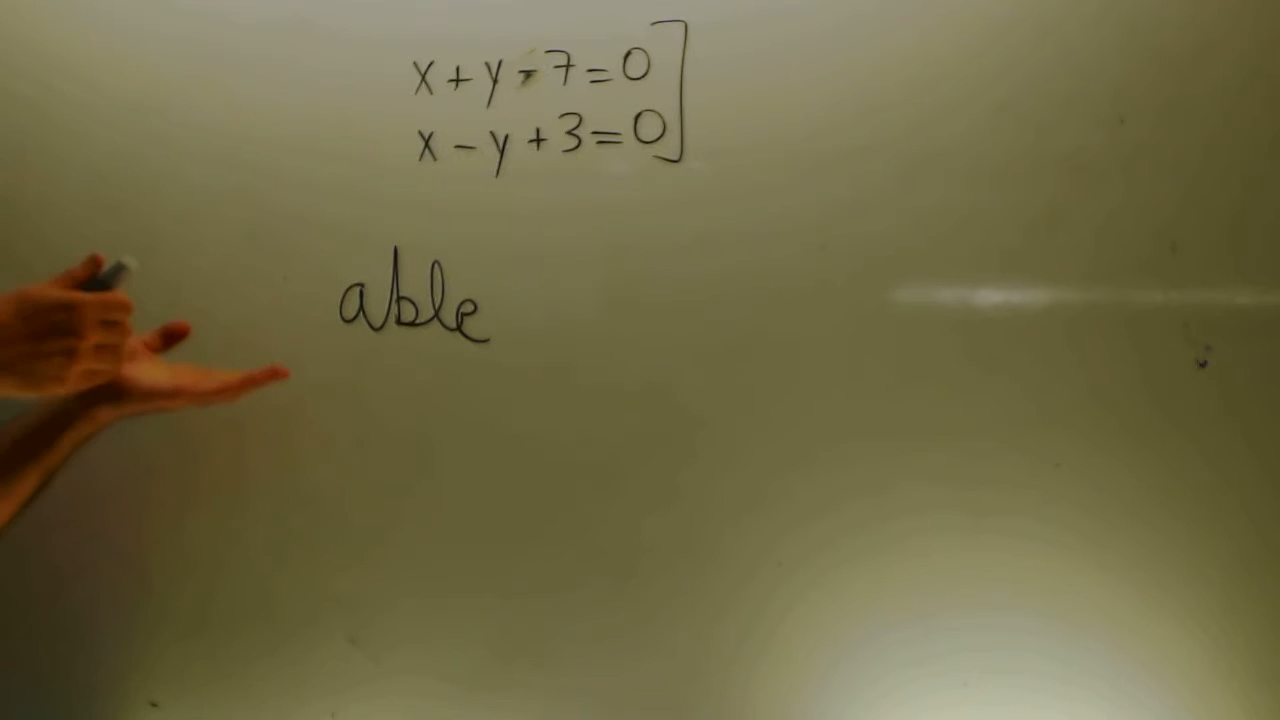 x + y - 7 = 0
x - y + 3 = 0
able